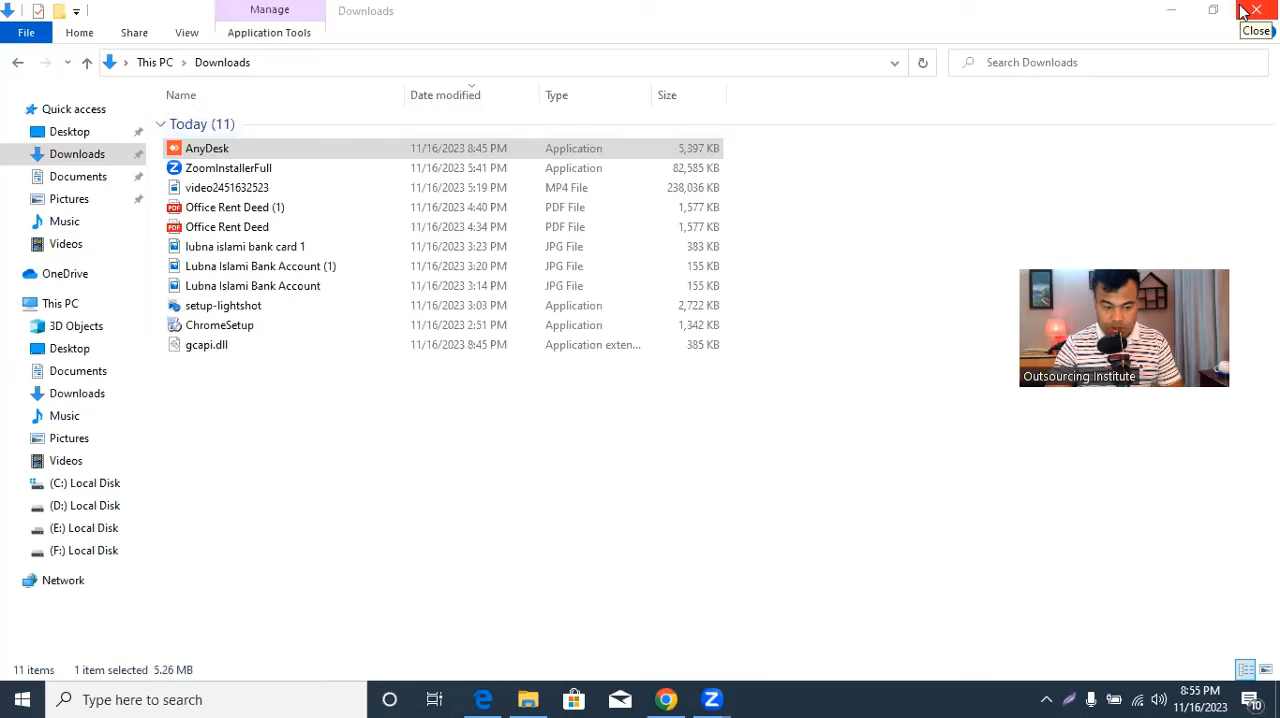 Manage
Downloads
Close
File
Home
Share
View
Application Tools
This PC
Downloads
Search Downloads
Name
Date modified
Type
Size
Quick access
Desktop
Downloads
Documents
Pictures
Music
Videos
OneDrive
This PC
3D Objects
Desktop
Documents
Downloads
Music
Pictures
Videos
(C:) Local Disk
(D:) Local Disk
(E:) Local Disk
(F:) Local Disk
Network
Today (11)
AnyDesk 11/16/2023 8:45 PM Application 5,397 KB
ZoomInstallerFull 11/16/2023 5:41 PM Application 82,585 KB
video2451632523 11/16/2023 5:19 PM MP4 File 238,036 KB
Office Rent Deed (1) 11/16/2023 4:40 PM PDF File 1,577 KB
Office Rent Deed 11/16/2023 4:34 PM PDF File 1,577 KB
lubna islami bank card 1 11/16/2023 3:23 PM JPG File 383 KB
Lubna Islami Bank Account (1) 11/16/2023 3:20 PM JPG File 155 KB
Lubna Islami Bank Account 11/16/2023 3:14 PM JPG File 155 KB
setup-lightshot 11/16/2023 3:03 PM Application 2,722 KB
ChromeSetup 11/16/2023 2:51 PM Application 1,342 KB
gcapi.dll 11/16/2023 8:45 PM Application exten... 385 KB
Outsourcing Institute
11 items 1 item selected 5.26 MB
Type here to search
8:55 PM
11/16/2023
10